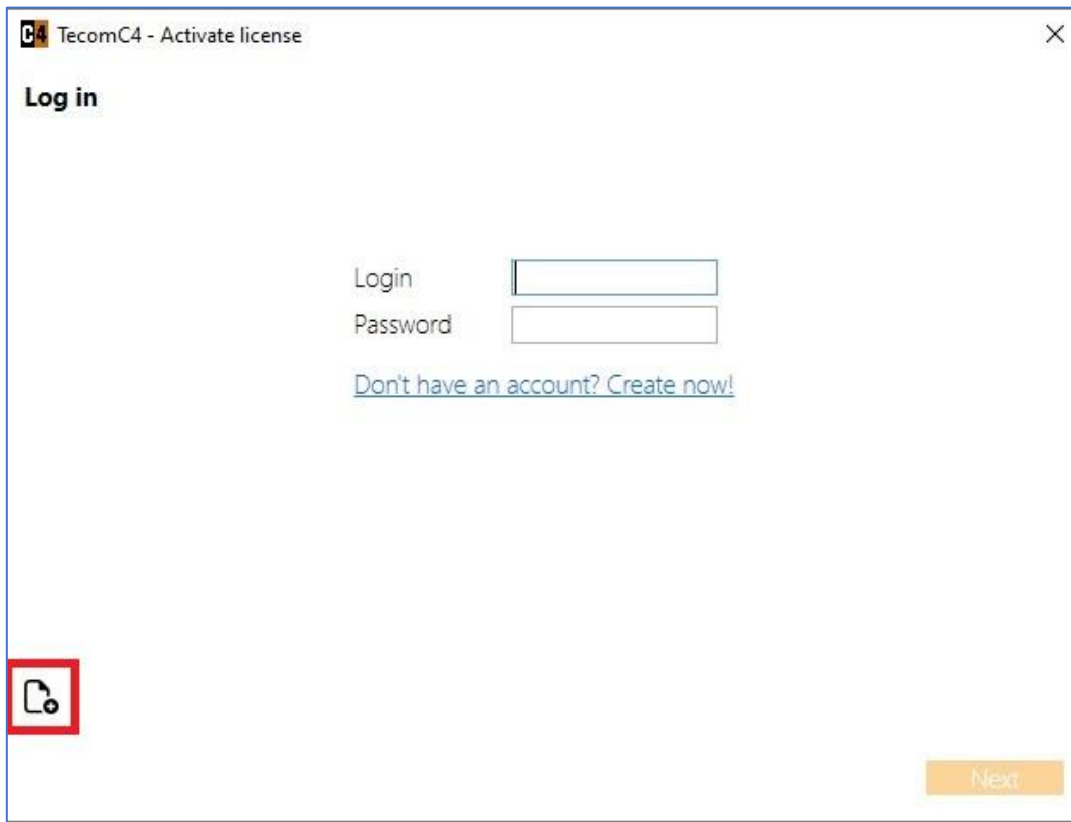 C4 TecomC4 - Activate license
Log in
Login
Password
Don't have an account? Create now!
Next